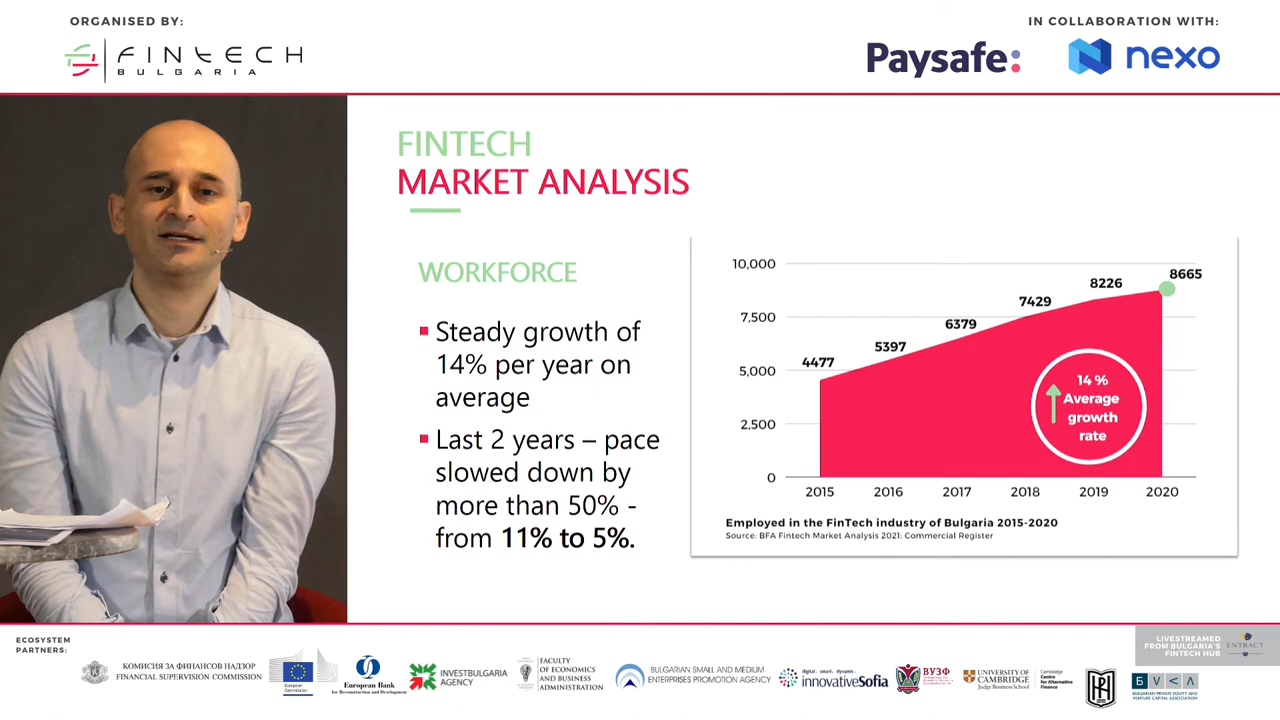 ORGANISED BY:
FINTECH
BULGARIA
IN COLLABORATION WITH:
Paysafe:
nexo
FINTECH
MARKET ANALYSIS
WORKFORCE
Steady growth of
14% per year on
average
Last 2 years – pace
slowed down by
more than 50% -
from 11% to 5%.
10,000
7,500
5,000
2,500
0
4477
5397
6379
7429
8226
8665
14 %
Average
growth
rate
2015 2016 2017 2018 2019 2020
Employed in the FinTech industry of Bulgaria 2015-2020
Source: BFA Fintech Market Analysis 2021; Commercial Register
ECOSYSTEM
PARTNERS:
КОМИСИЯ ЗА ФИНАНСОВ НАДЗОР
FINANCIAL SUPERVISION COMMISSION
European
Commission
European Bank
for Reconstruction and Development
INVESTBULGARIA
AGENCY
FACULTY
OF ECONOMICS
AND BUSINESS
ADMINISTRATION
BULGARIAN SMALL AND MEDIUM
ENTERPRISES PROMOTION AGENCY
digital. smart. dynamic.
innovativeSofia
ВУЗФ
UNIVERSITY OF
CAMBRIDGE
Judge Business School
Cambridge
Centre for
Alternative
Finance
БVСА
BULGARIAN PRIVATE EQUITY AND
VENTURE CAPITAL ASSOCIATION
LIVESTREAMED
FROM BULGARIA'S
FINTECH HUB
ENTRACT